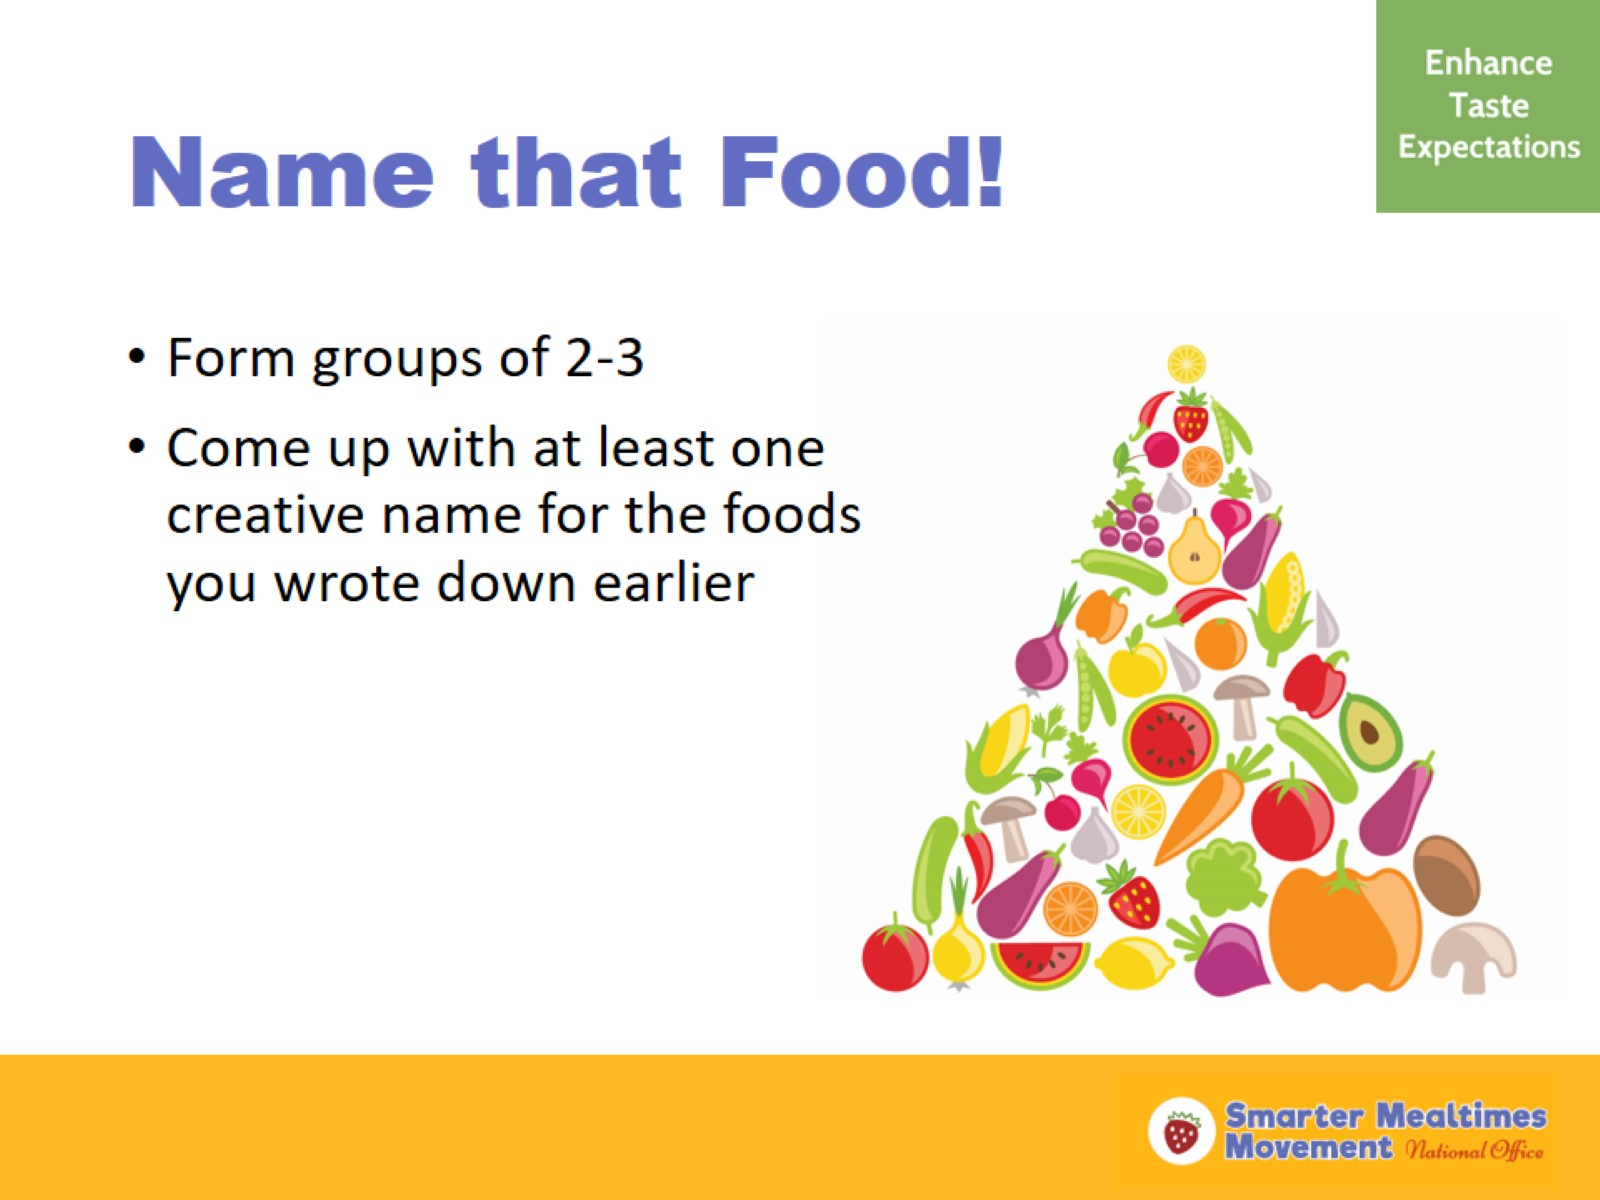 Enhance
Taste
Expectations
Name that Food!
• Form groups of 2-3
• Come up with at least one
creative name for the foods
you wrote down earlier
Smarter Mealtimes
Movement National Office